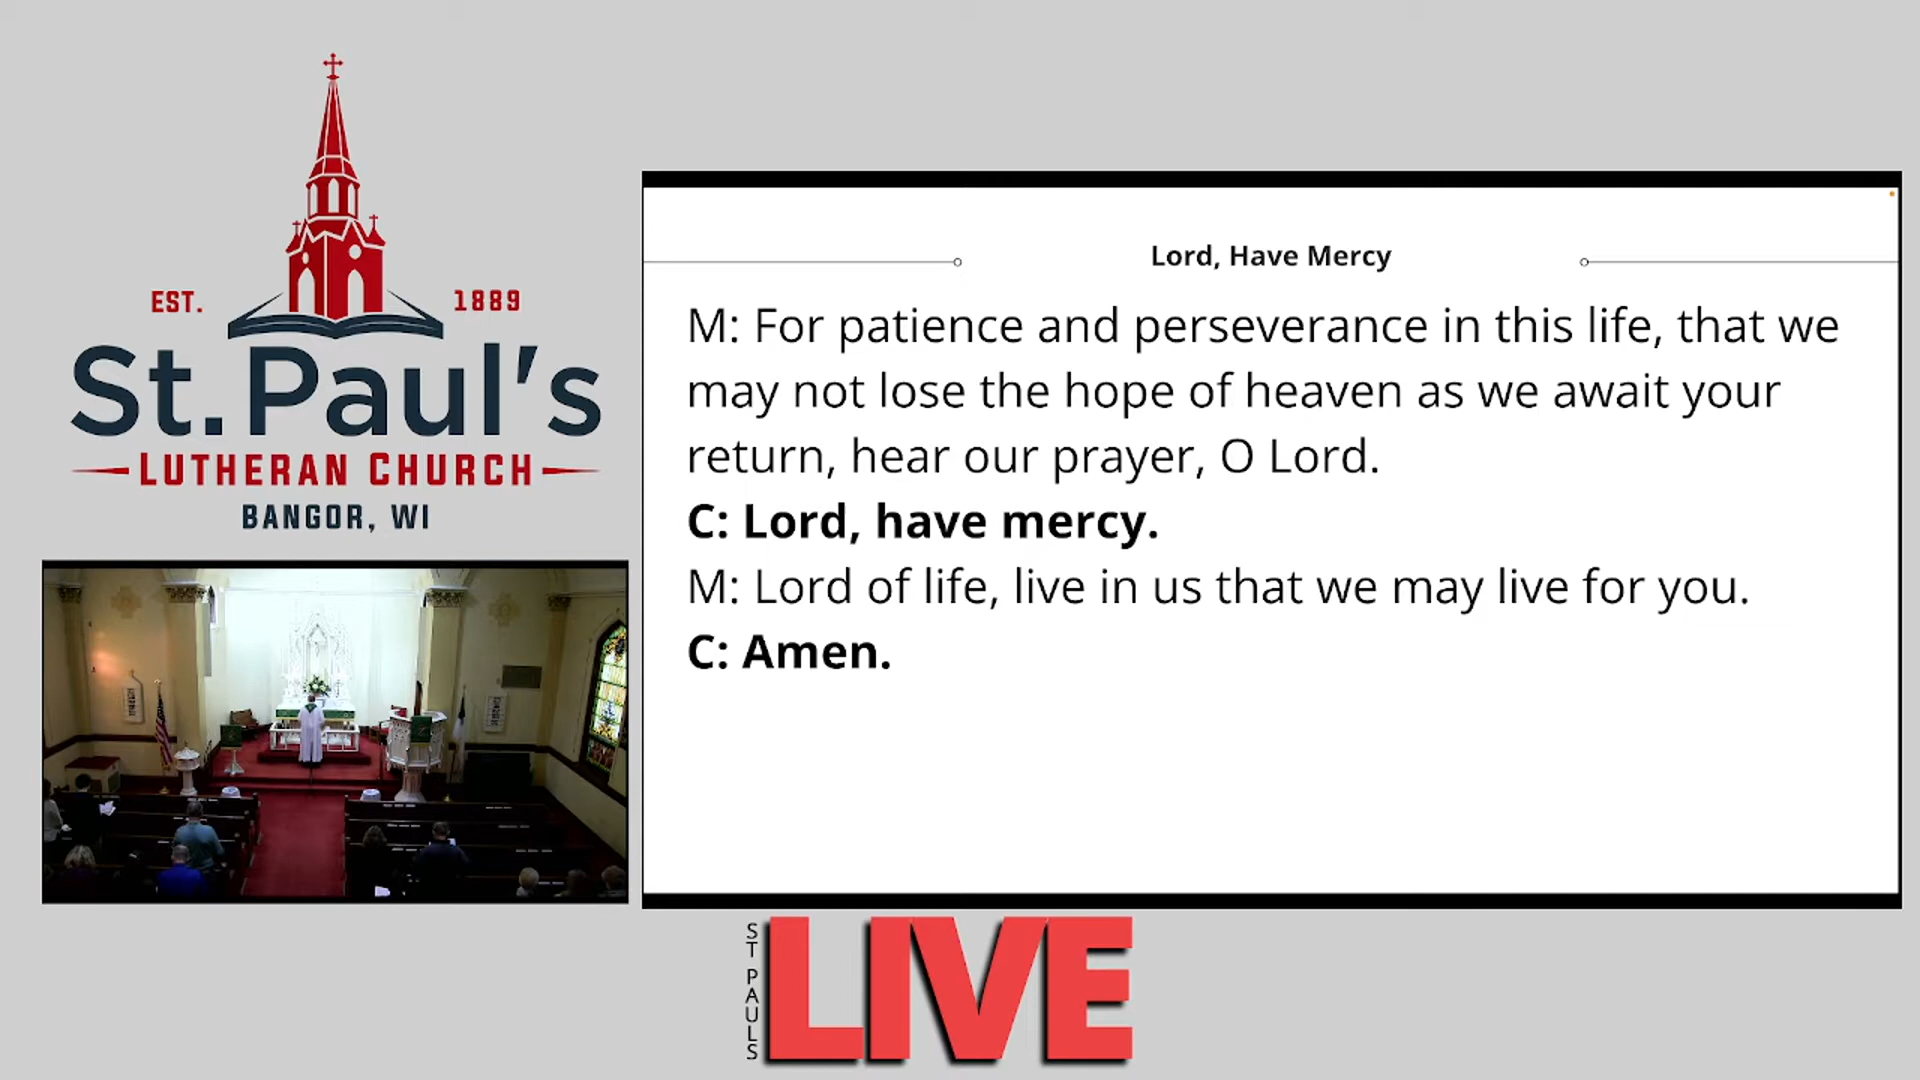 EST. 1889
St. Paul's
LUTHERAN CHURCH
BANGOR, WI
Lord, Have Mercy
M: For patience and perseverance in this life, that we
may not lose the hope of heaven as we await your
return, hear our prayer, O Lord.
C: Lord, have mercy.
M: Lord of life, live in us that we may live for you.
C: Amen.
ST PAULS
LIVE